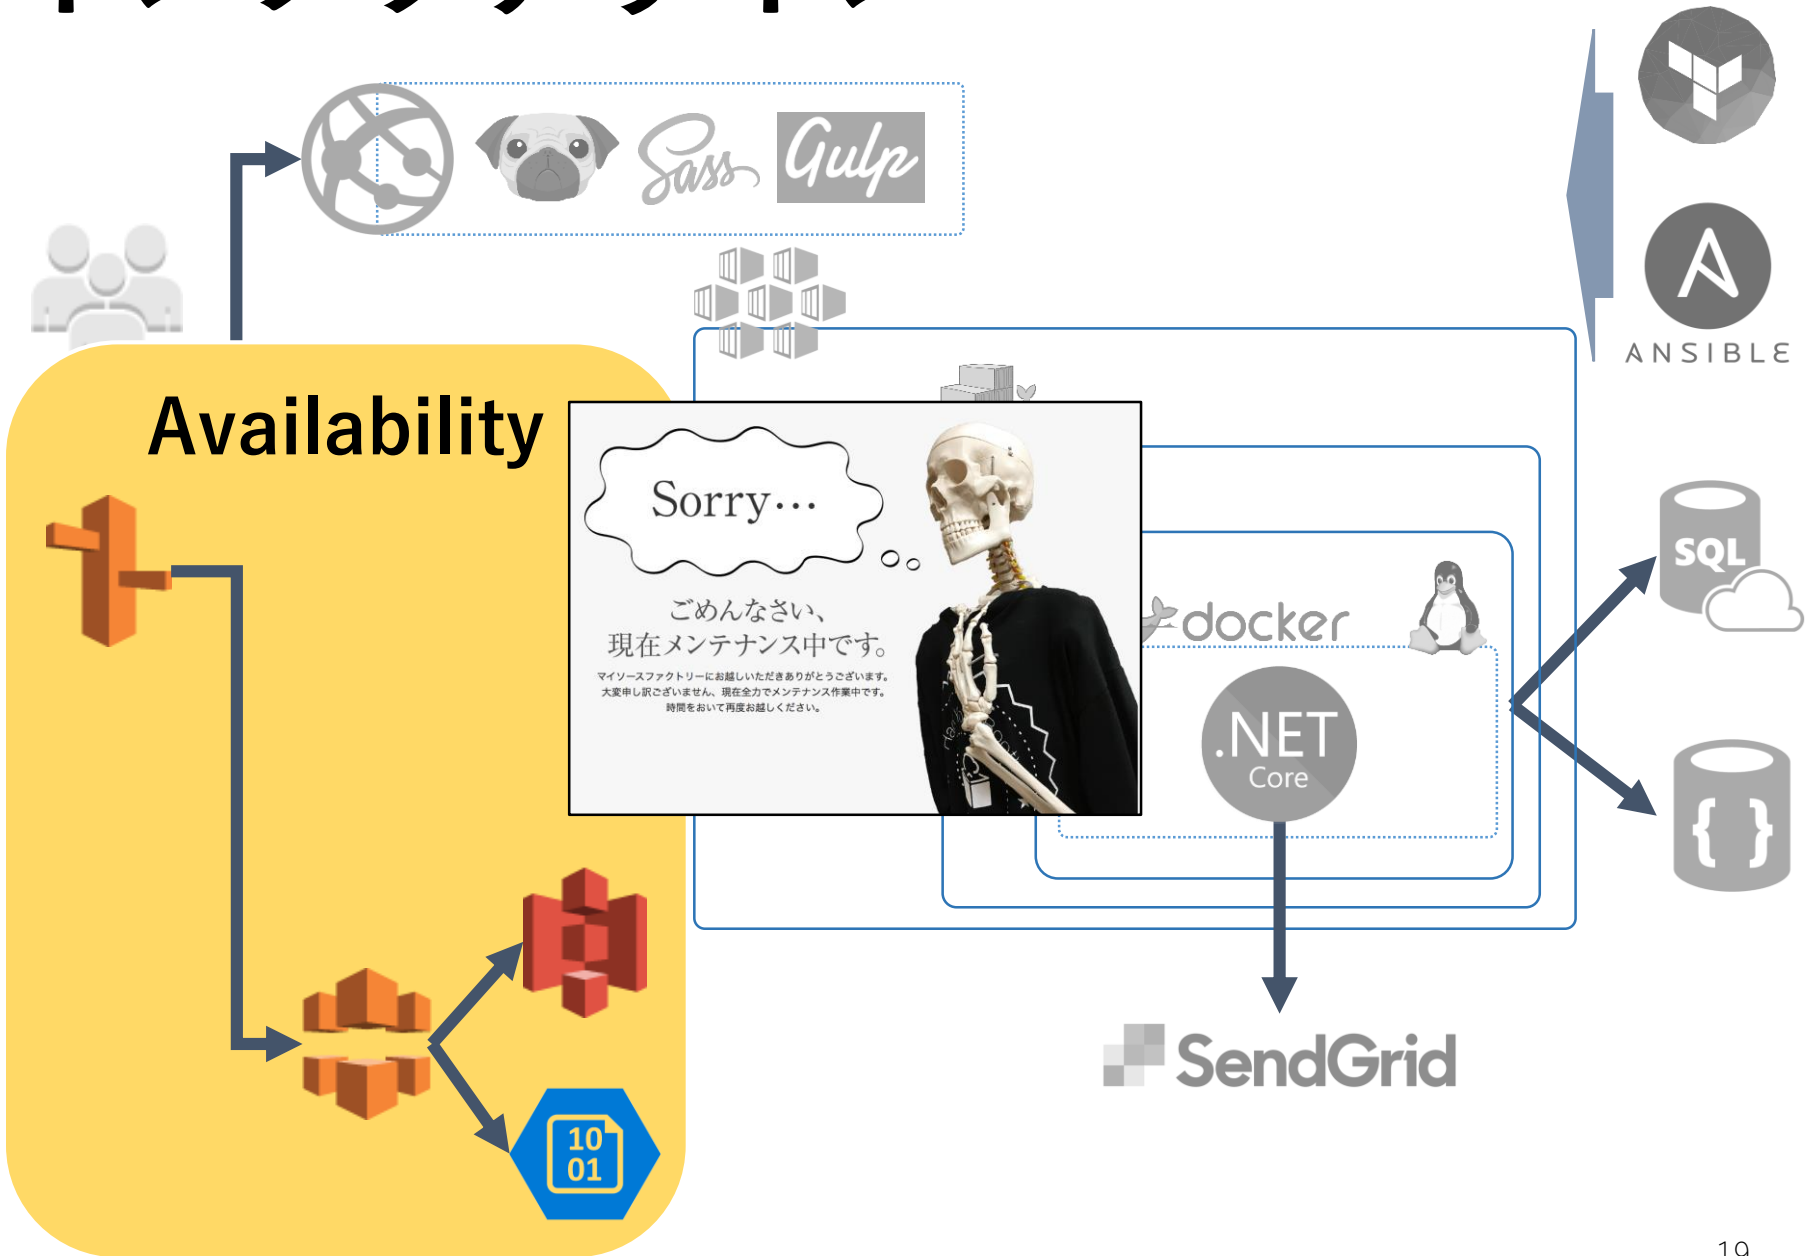 Sass
Gulp
ANSIBLE
Availability
Sorry…
ごめんなさい、
現在メンテナンス中です。
マイソースファクトリーにお越しいただきありがとうございます。
大変申し訳ございません、現在全力でメンテナンス作業中です。
時間をおいて再度お越しください。
SQL
docker
.NET
Core
{ }
SendGrid
10
01
19